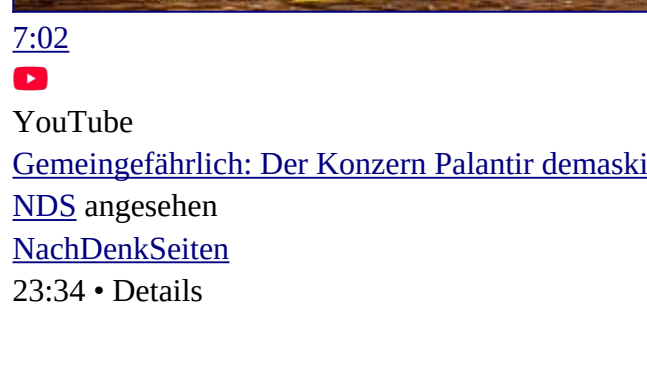 7:02
YouTube
Gemeingefährlich: Der Konzern Palantir demaski
NDS angesehen
NachDenkSeiten
23:34 • Details